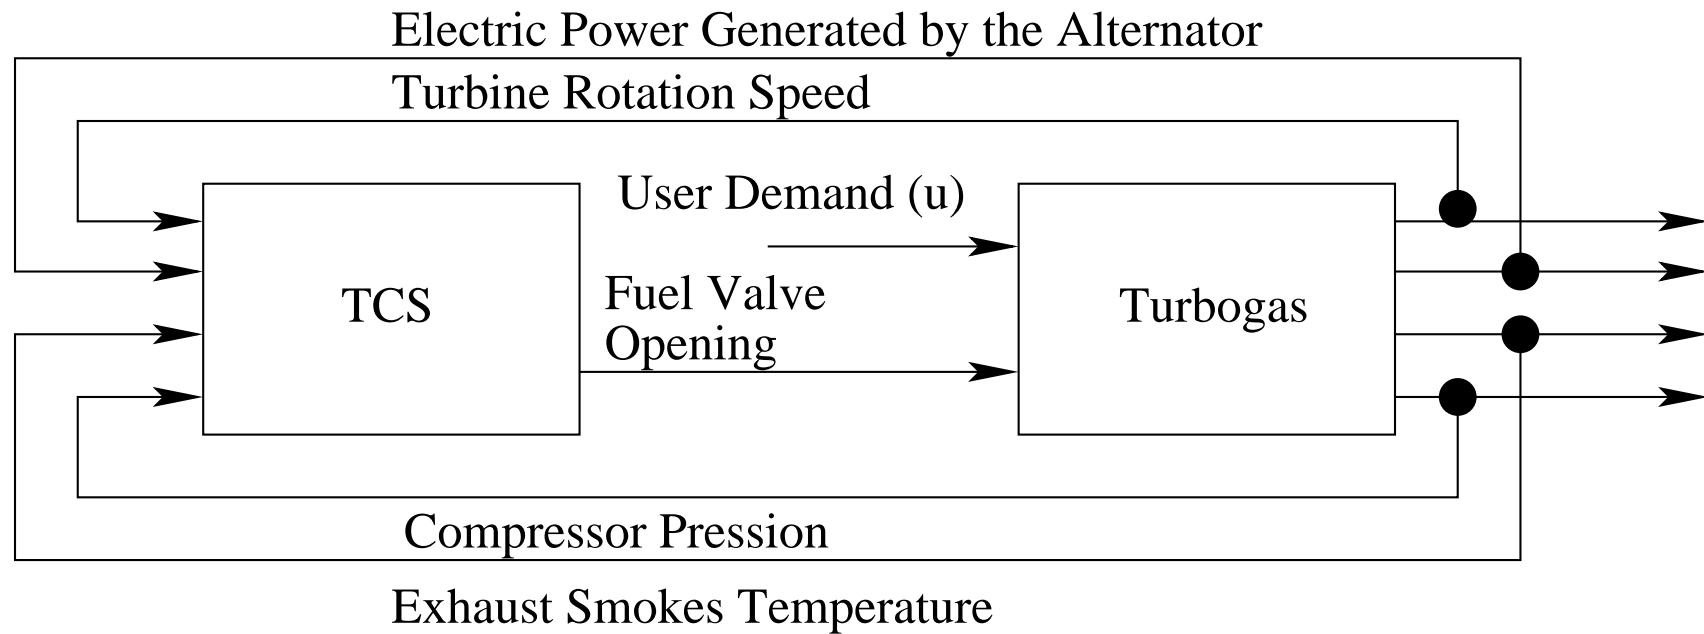 Electric Power Generated by the Alternator
Turbine Rotation Speed
User Demand (u)
TCS
Fuel Valve
Opening
Turbogas
Compressor Pression
Exhaust Smokes Temperature